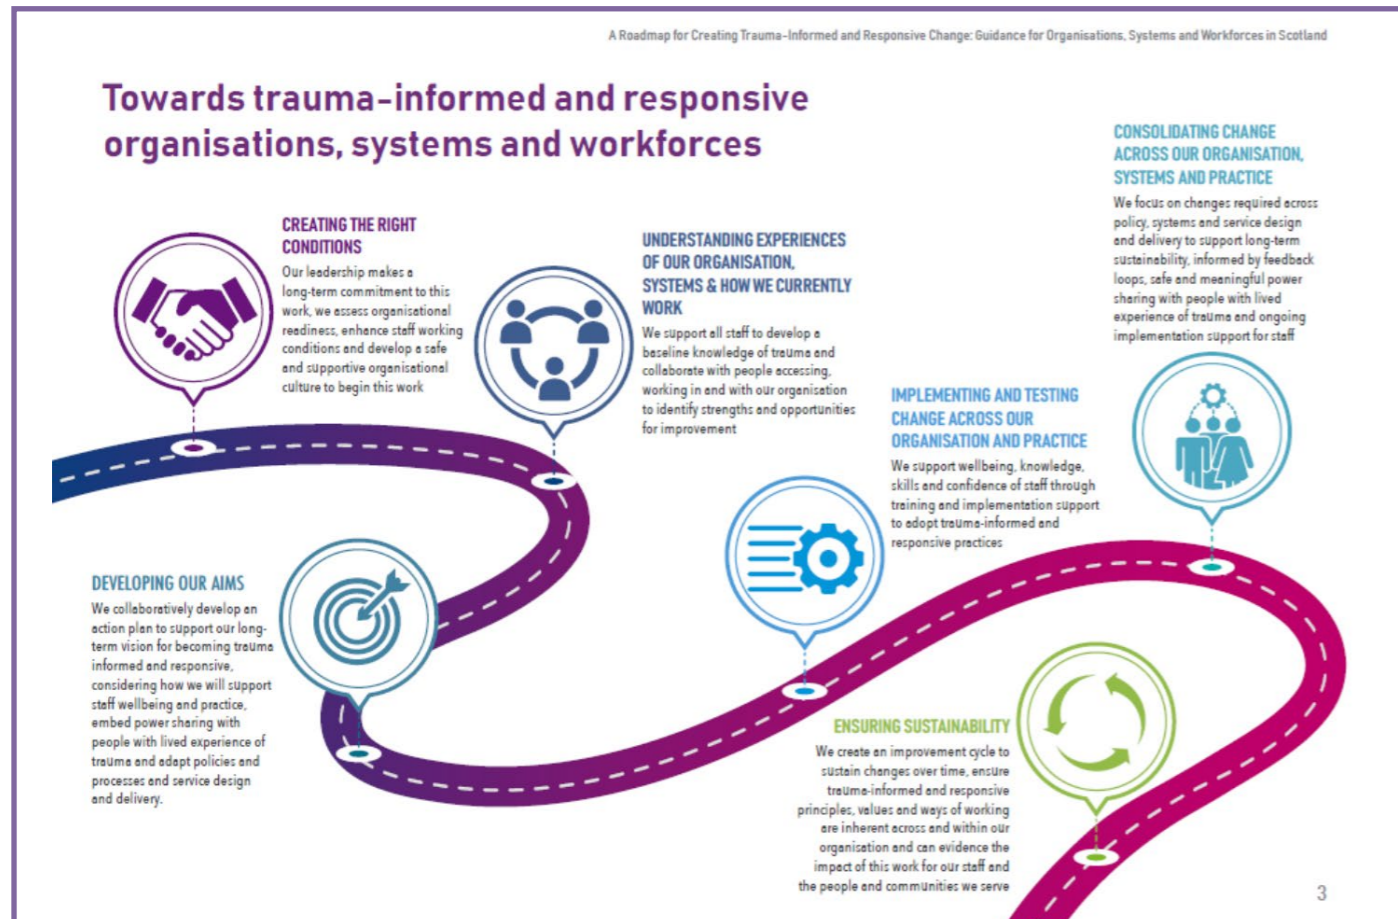 A Roadmap for Creating Trauma-Informed and Responsive Change: Guidance for Organisations, Systems and Workforces in Scotland
Towards trauma-informed and responsive
organisations, systems and workforces
CREATING THE RIGHT
CONDITIONS
Our leadership makes a
long-term commitment to this
work, we assess organisational
readiness, enhance staff working
conditions and develop a safe
and supportive organisational
culture to begin this work
UNDERSTANDING EXPERIENCES
OF OUR ORGANISATION,
SYSTEMS & HOW WE CURRENTLY
WORK
We support all staff to develop a
baseline knowledge of trauma and
collaborate with people accessing,
working in and with our organisation
to identify strengths and opportunities
for improvement
DEVELOPING OUR AIMS
We collaboratively develop an
action plan to support our long-
term vision for becoming trauma
informed and responsive,
considering how we will support
staff wellbeing and practice,
embed power sharing with
people with lived experience of
trauma and adapt policies and
processes and service design
and delivery.
IMPLEMENTING AND TESTING
CHANGE ACROSS OUR
ORGANISATION AND PRACTICE
We support wellbeing, knowledge,
skills and confidence of staff through
training and implementation support
to adopt trauma-informed and
responsive practices
CONSOLIDATING CHANGE
ACROSS OUR ORGANISATION,
SYSTEMS AND PRACTICE
We focus on changes required across
policy, systems and service design
and delivery to support long-term
sustainability, informed by feedback
loops, safe and meaningful power
sharing with people with lived
experience of trauma and ongoing
implementation support for staff
ENSURING SUSTAINABILITY
We create an improvement cycle to
sustain changes over time, ensure
trauma-informed and responsive
principles, values and ways of working
are inherent across and within our
organisation and can evidence the
impact of this work for our staff and
the people and communities we serve
3